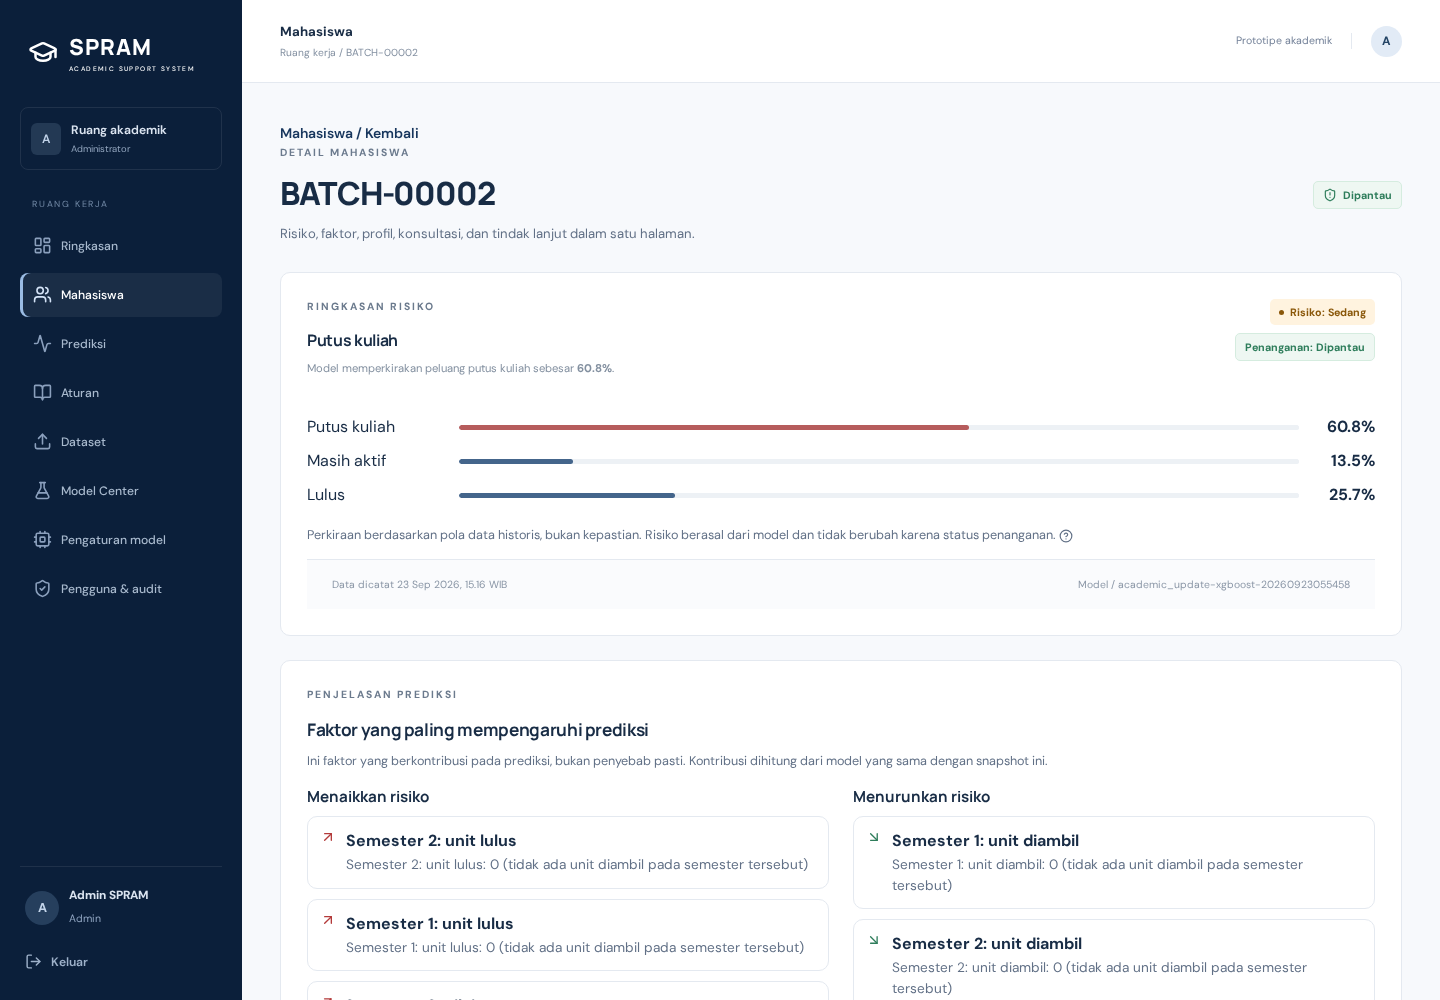 SPRAM
ACADEMIC SUPPORT SYSTEM
A
Ruang akademik
Administrator
RUANG KERJA
Ringkasan
Mahasiswa
Prediksi
Aturan
Dataset
Model Center
Pengaturan model
Pengguna & audit
A
Admin SPRAM
Admin
Keluar
Mahasiswa
Ruang kerja / BATCH-00002
Prototipe akademik
A
Mahasiswa / Kembali
DETAIL MAHASISWA
BATCH-00002
Dipantau
Risiko, faktor, profil, konsultasi, dan tindak lanjut dalam satu halaman.
RINGKASAN RISIKO
Risiko: Sedang
Putus kuliah
Penanganan: Dipantau
Model memperkirakan peluang putus kuliah sebesar 60.8%.
Putus kuliah 60.8%
Masih aktif 13.5%
Lulus 25.7%
Perkiraan berdasarkan pola data historis, bukan kepastian. Risiko berasal dari model dan tidak berubah karena status penanganan.
Data dicatat 23 Sep 2026, 15.16 WIB
Model / academic_update-xgboost-20260923055458
PENJELASAN PREDIKSI
Faktor yang paling mempengaruhi prediksi
Ini faktor yang berkontribusi pada prediksi, bukan penyebab pasti. Kontribusi dihitung dari model yang sama dengan snapshot ini.
Menaikkan risiko
Semester 2: unit lulus
Semester 2: unit lulus: 0 (tidak ada unit diambil pada semester tersebut)
Semester 1: unit lulus
Semester 1: unit lulus: 0 (tidak ada unit diambil pada semester tersebut)
Menurunkan risiko
Semester 1: unit diambil
Semester 1: unit diambil: 0 (tidak ada unit diambil pada semester
tersebut)
Semester 2: unit diambil
Semester 2: unit diambil: 0 (tidak ada unit diambil pada semester
tersebut)